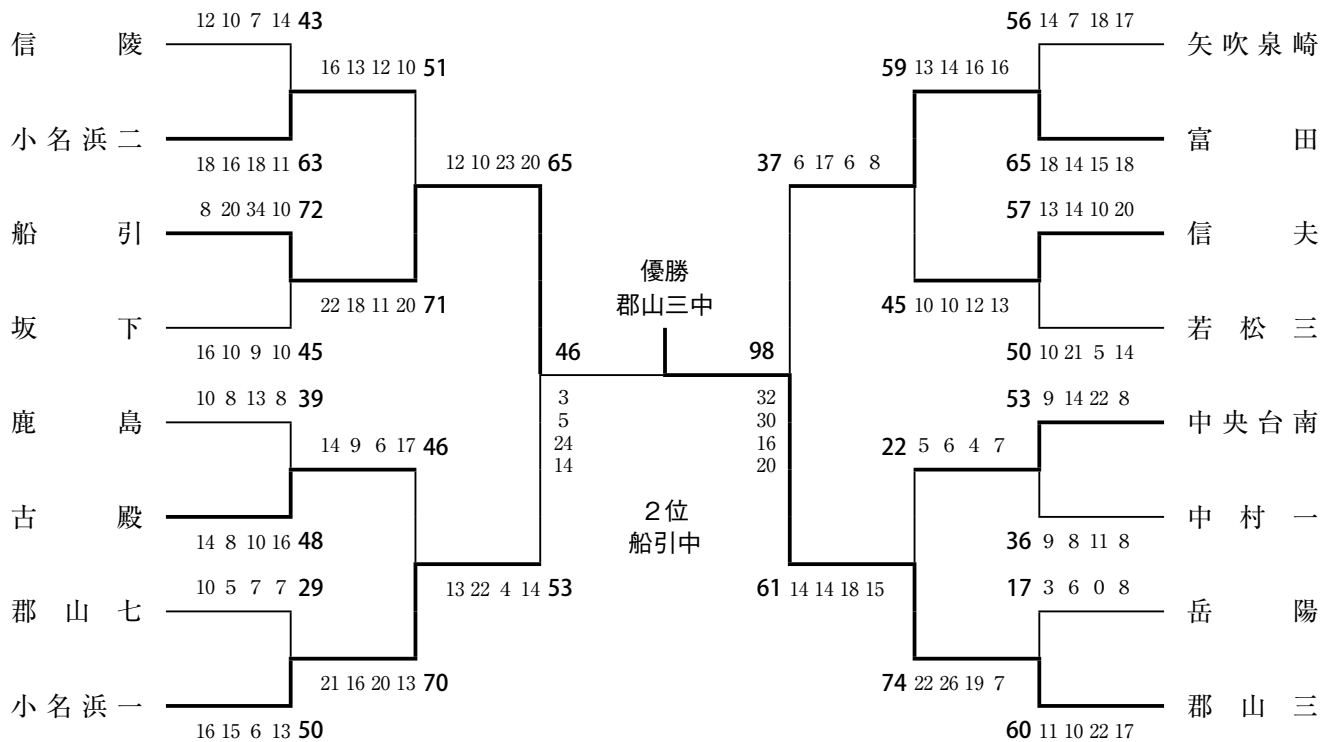 12 10 7 14 43
信陵
16 13 12 10 51
小名浜二
18 16 18 11 63
12 10 23 20 65
8 20 34 10 72
船引
22 18 11 20 71
坂下
16 10 9 10 45
10 8 13 8 39
鹿島
14 9 6 17 46
古殿
14 8 10 16 48
13 22 4 14 53
10 5 7 7 29
郡山七
21 16 20 13 70
小名浜一
16 15 6 13 50
優勝
郡山三中
46
3
5
24
14
98
32
30
16
20
2位
船引中
56 14 7 18 17
矢吹泉崎
59 13 14 16 16
富田
65 18 14 15 18
37 6 17 6 8
57 13 14 10 20
信夫
45 10 10 12 13
若松三
50 10 21 5 14
53 9 14 22 8
中央台南
22 5 6 4 7
中村一
36 9 8 11 8
61 14 14 18 15
17 3 6 0 8
岳陽
74 22 26 19 7
郡山三
60 11 10 22 17